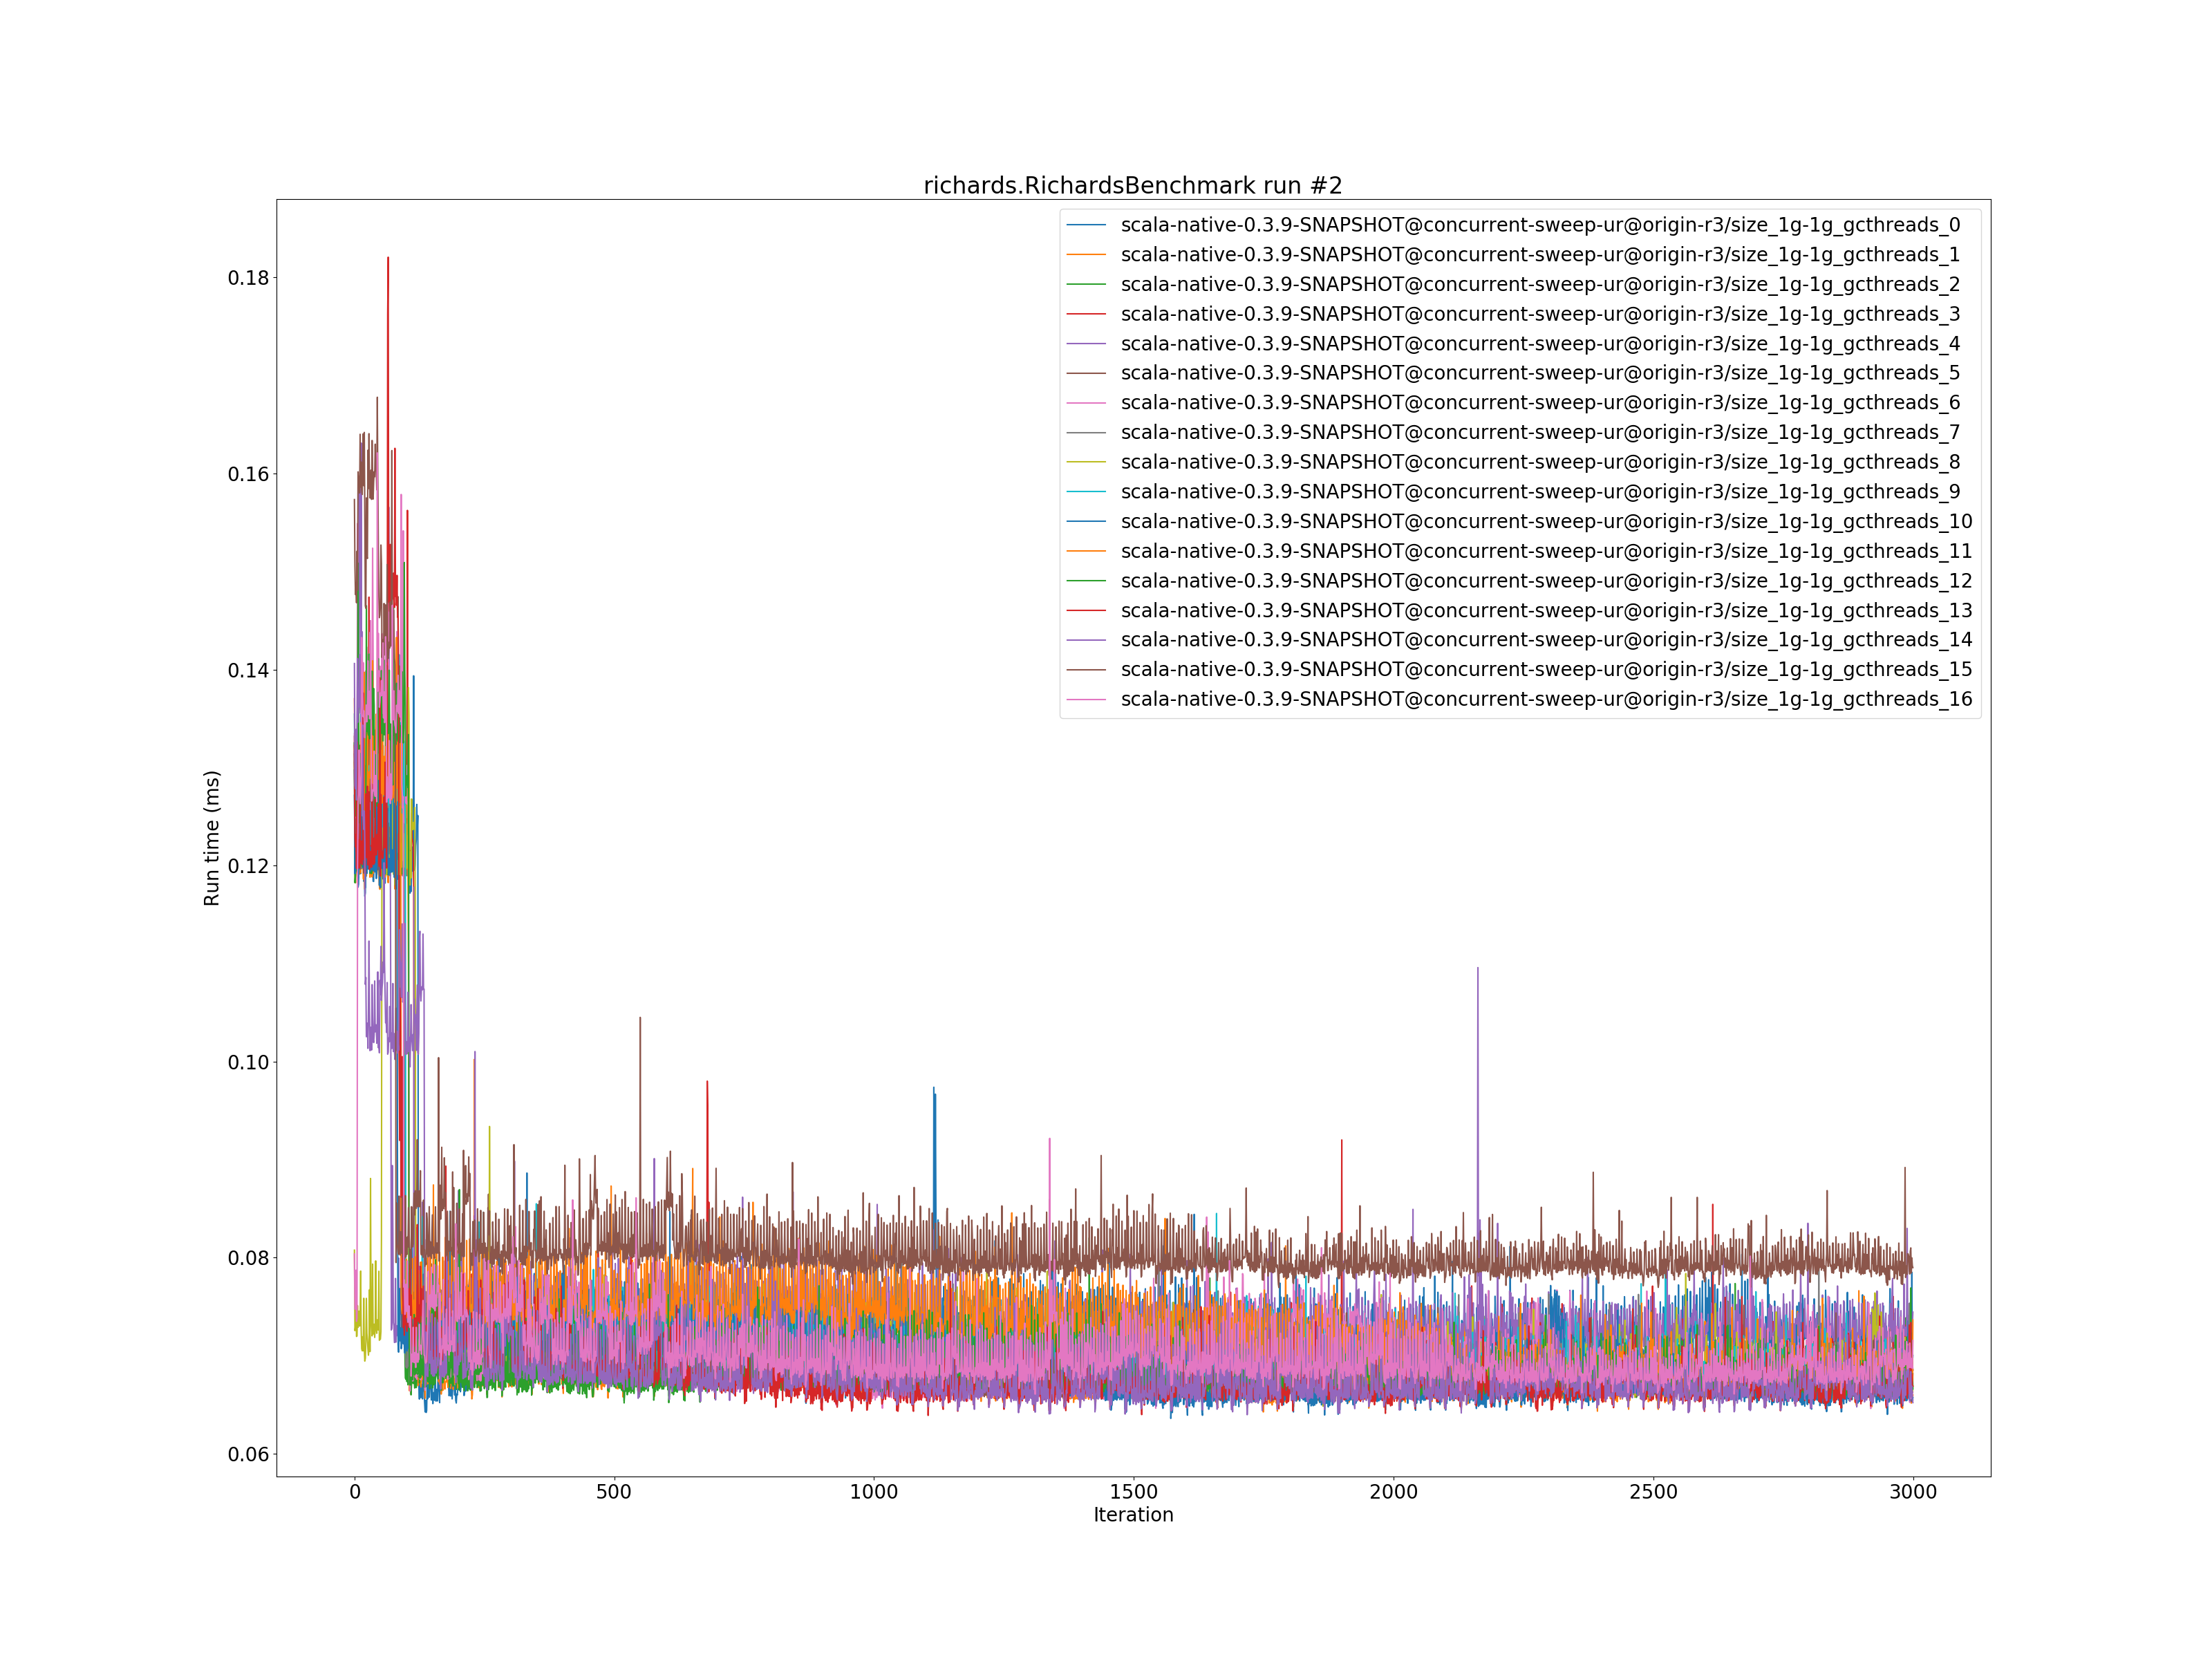 richards.RichardsBenchmark run #2
scala-native-0.3.9-SNAPSHOT@concurrent-sweep-ur@origin-r3/size_1g-1g_gcthreads_0
scala-native-0.3.9-SNAPSHOT@concurrent-sweep-ur@origin-r3/size_1g-1g_gcthreads_1
scala-native-0.3.9-SNAPSHOT@concurrent-sweep-ur@origin-r3/size_1g-1g_gcthreads_2
scala-native-0.3.9-SNAPSHOT@concurrent-sweep-ur@origin-r3/size_1g-1g_gcthreads_3
scala-native-0.3.9-SNAPSHOT@concurrent-sweep-ur@origin-r3/size_1g-1g_gcthreads_4
scala-native-0.3.9-SNAPSHOT@concurrent-sweep-ur@origin-r3/size_1g-1g_gcthreads_5
scala-native-0.3.9-SNAPSHOT@concurrent-sweep-ur@origin-r3/size_1g-1g_gcthreads_6
scala-native-0.3.9-SNAPSHOT@concurrent-sweep-ur@origin-r3/size_1g-1g_gcthreads_7
scala-native-0.3.9-SNAPSHOT@concurrent-sweep-ur@origin-r3/size_1g-1g_gcthreads_8
scala-native-0.3.9-SNAPSHOT@concurrent-sweep-ur@origin-r3/size_1g-1g_gcthreads_9
scala-native-0.3.9-SNAPSHOT@concurrent-sweep-ur@origin-r3/size_1g-1g_gcthreads_10
scala-native-0.3.9-SNAPSHOT@concurrent-sweep-ur@origin-r3/size_1g-1g_gcthreads_11
scala-native-0.3.9-SNAPSHOT@concurrent-sweep-ur@origin-r3/size_1g-1g_gcthreads_12
scala-native-0.3.9-SNAPSHOT@concurrent-sweep-ur@origin-r3/size_1g-1g_gcthreads_13
scala-native-0.3.9-SNAPSHOT@concurrent-sweep-ur@origin-r3/size_1g-1g_gcthreads_14
scala-native-0.3.9-SNAPSHOT@concurrent-sweep-ur@origin-r3/size_1g-1g_gcthreads_15
scala-native-0.3.9-SNAPSHOT@concurrent-sweep-ur@origin-r3/size_1g-1g_gcthreads_16
Run time (ms)
0.18
0.16
0.14
0.12
0.10
0.08
0.06
0 500 1000 1500 2000 2500 3000
Iteration